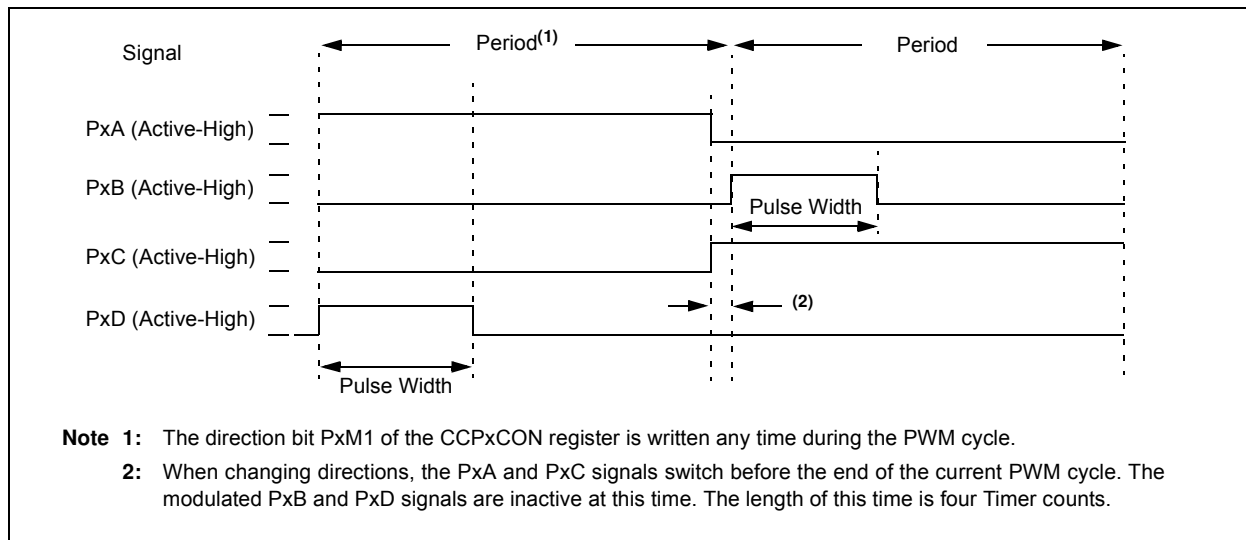 Signal
Period(1)
Period
PxA (Active-High)
PxB (Active-High)
Pulse Width
PxC (Active-High)
(2)
PxD (Active-High)
Pulse Width
Note 1: The direction bit PxM1 of the CCPxCON register is written any time during the PWM cycle.
2: When changing directions, the PxA and PxC signals switch before the end of the current PWM cycle. The
modulated PxB and PxD signals are inactive at this time. The length of this time is four Timer counts.